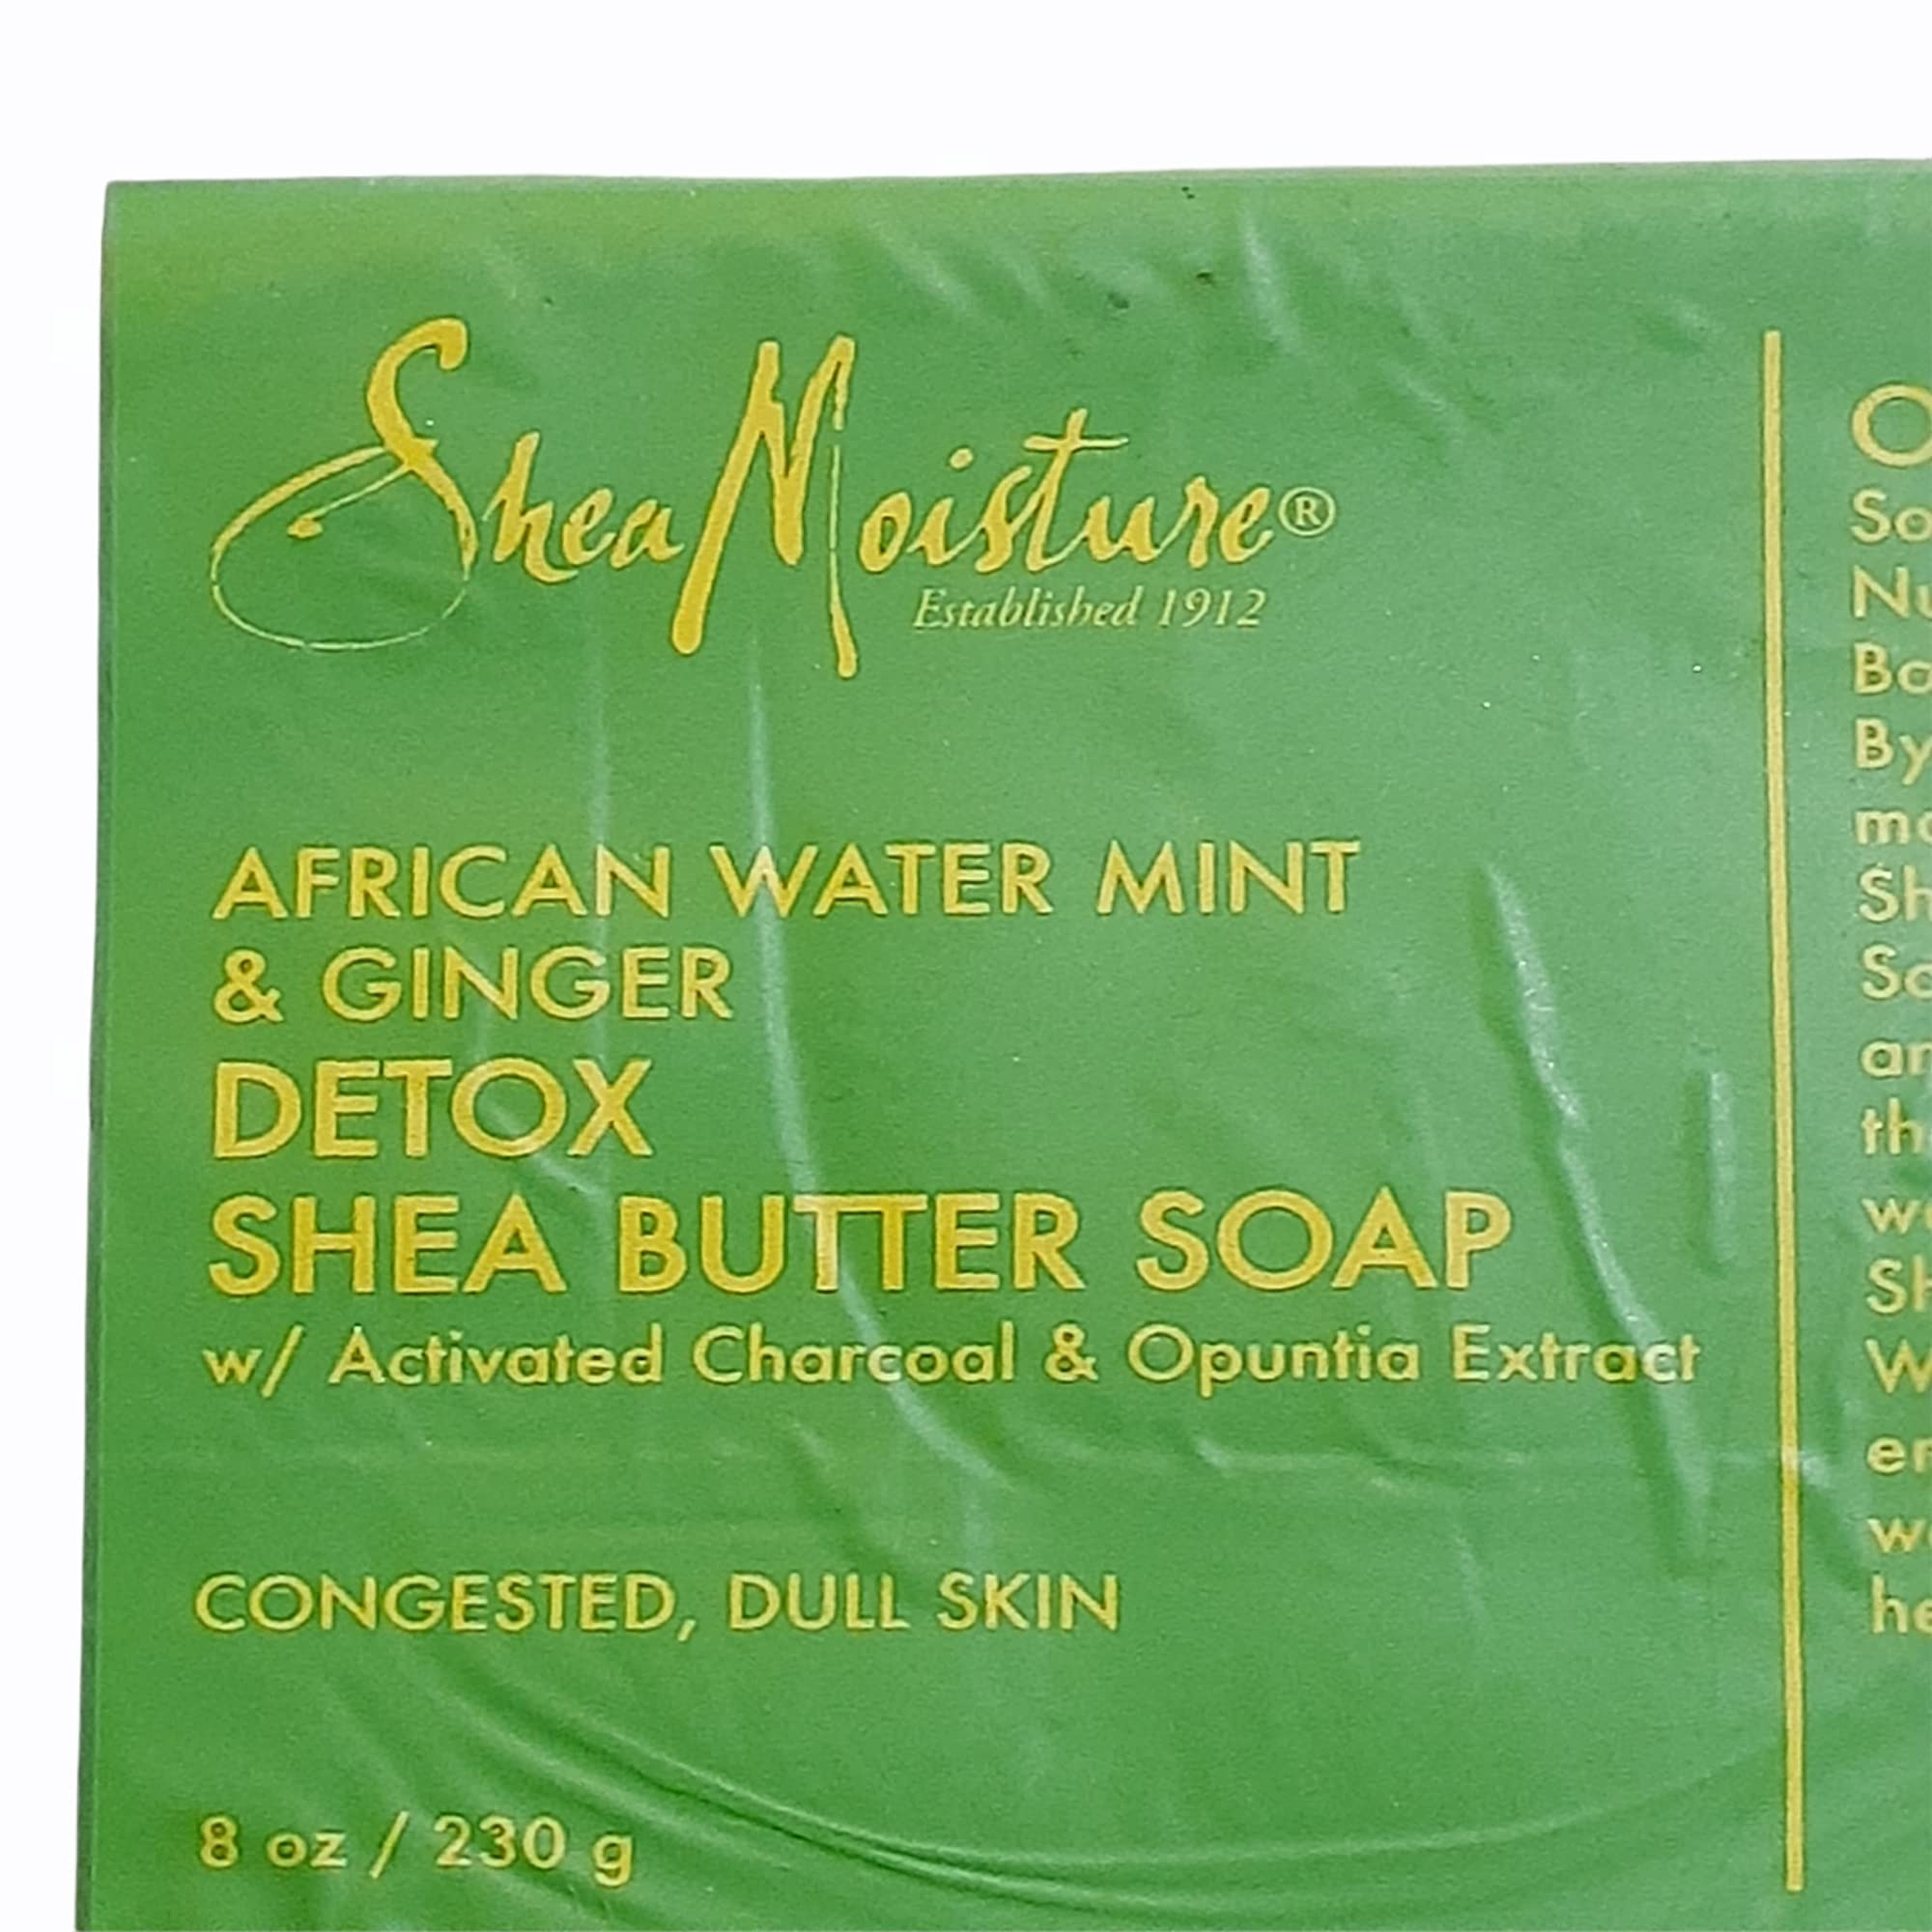 SheaMoisture®
Established 1912
AFRICAN WATER MINT
& GINGER
DETOX
SHEA BUTTER SOAP
w/ Activated Charcoal & Opuntia Extract
CONGESTED, DULL SKIN
8 oz / 230 g
By